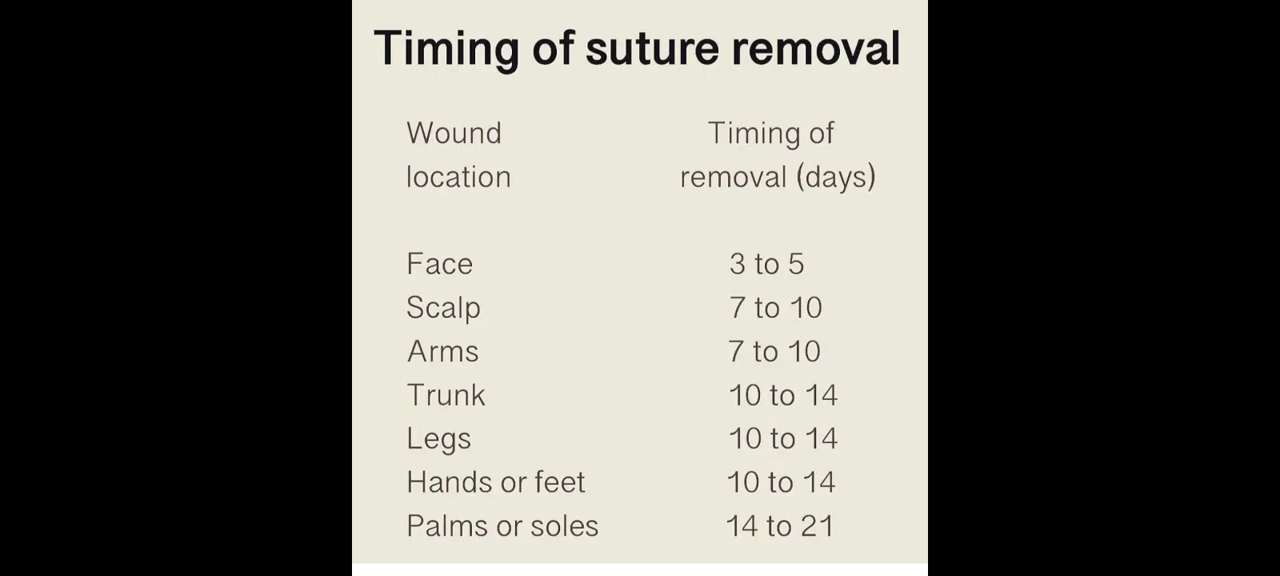 Timing of suture removal
Wound location Timing of removal (days)
Face 3 to 5
Scalp 7 to 10
Arms 7 to 10
Trunk 10 to 14
Legs 10 to 14
Hands or feet 10 to 14
Palms or soles 14 to 21